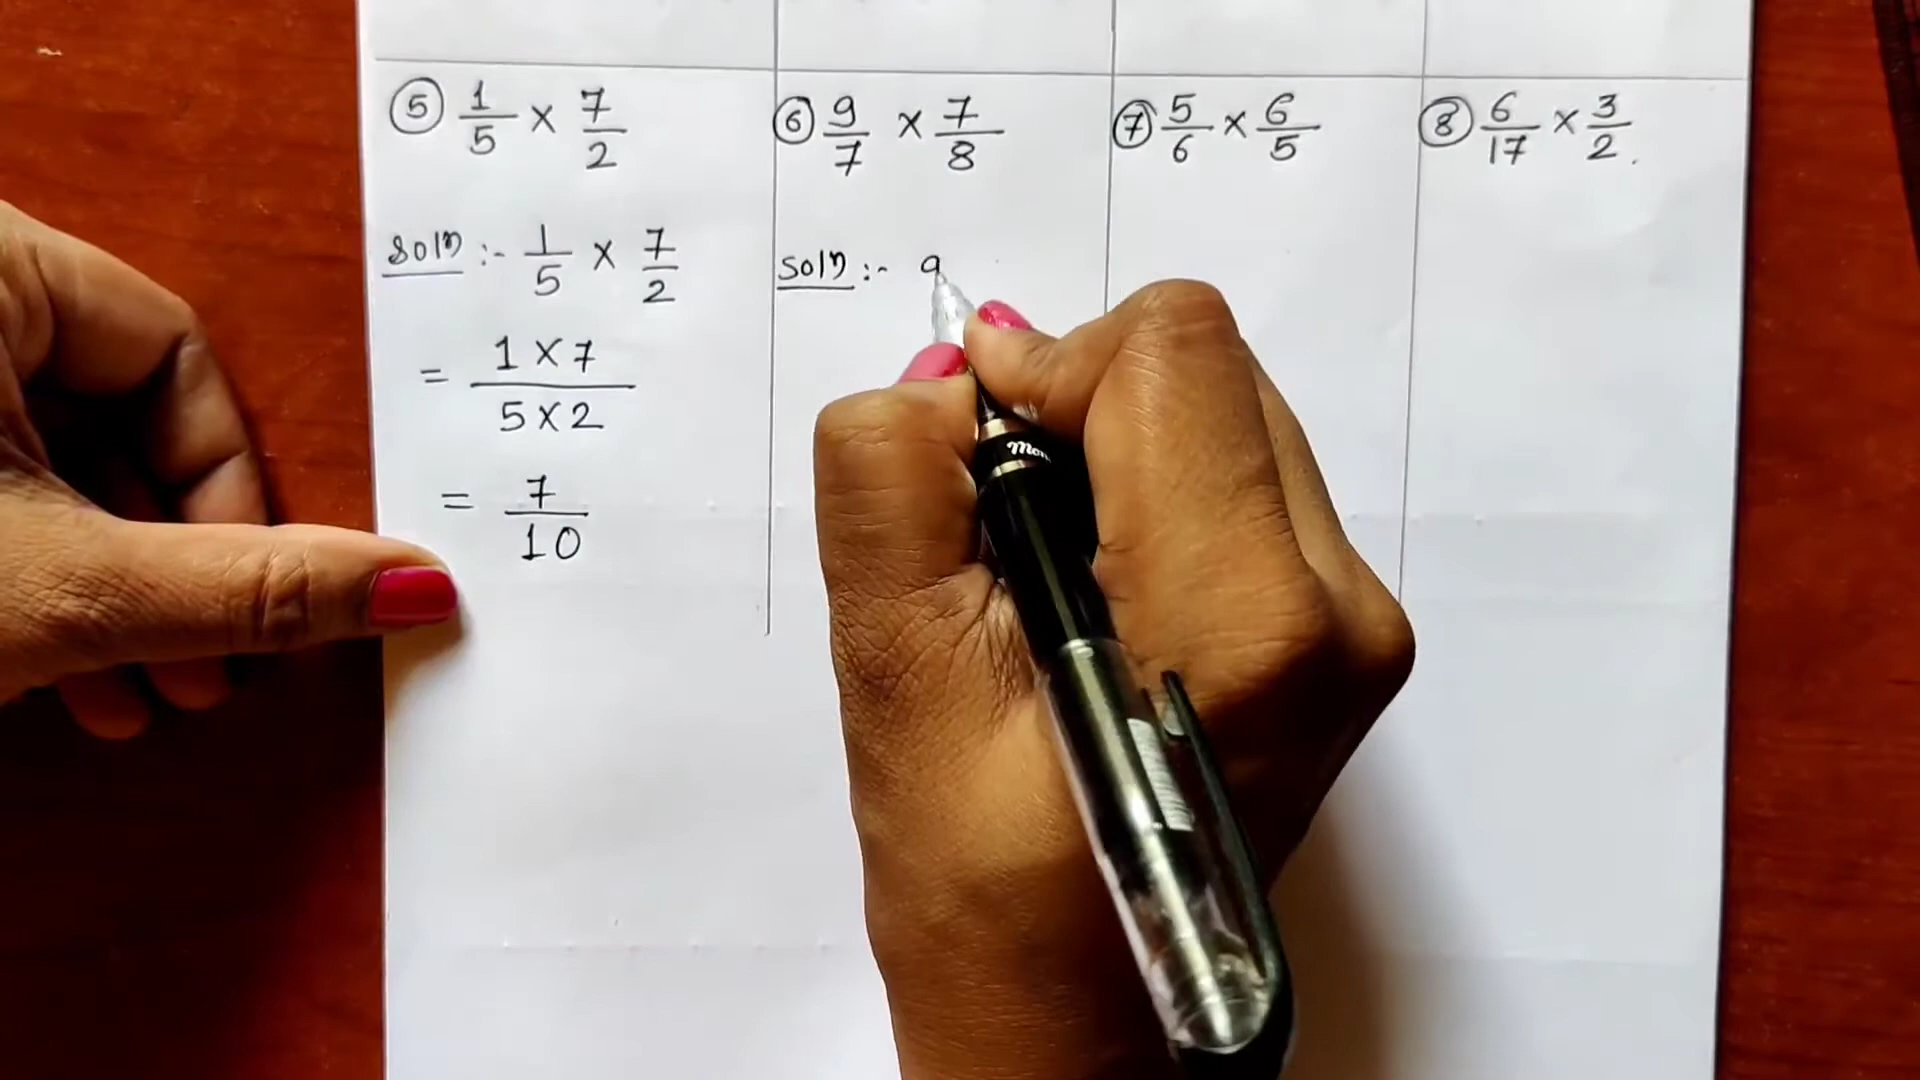 ⑤ 1/5 × 7/2
Soln :- 1/5 × 7/2
= 1 × 7 / 5 × 2
= 7/10
⑥ 9/7 × 7/8
Soln :- 9
⑦ 5/6 × 6/5
⑧ 6/17 × 3/2.